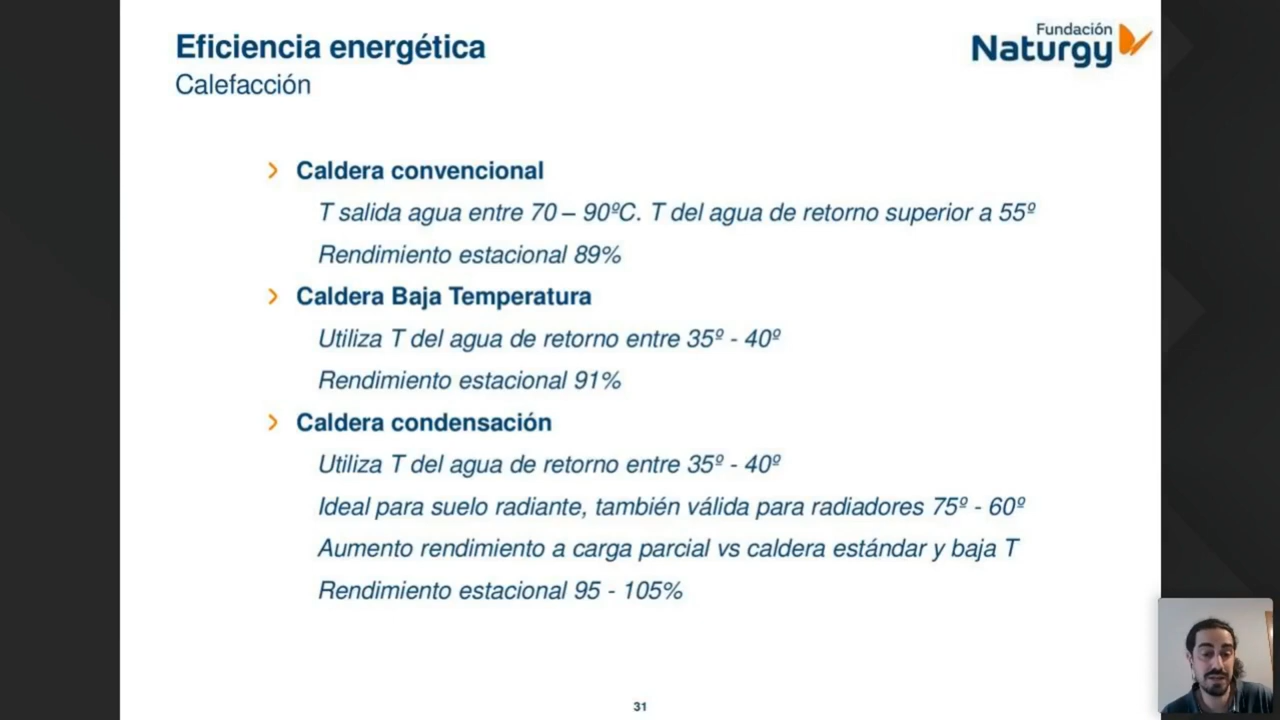 Eficiencia energética
Calefacción
Fundación
Naturgy
Caldera convencional
T salida agua entre 70 – 90ºC. T del agua de retorno superior a 55º
Rendimiento estacional 89%
Caldera Baja Temperatura
Utiliza T del agua de retorno entre 35º - 40º
Rendimiento estacional 91%
Caldera condensación
Utiliza T del agua de retorno entre 35º - 40º
Ideal para suelo radiante, también válida para radiadores 75º - 60º
Aumento rendimiento a carga parcial vs caldera estándar y baja T
Rendimiento estacional 95 - 105%
31